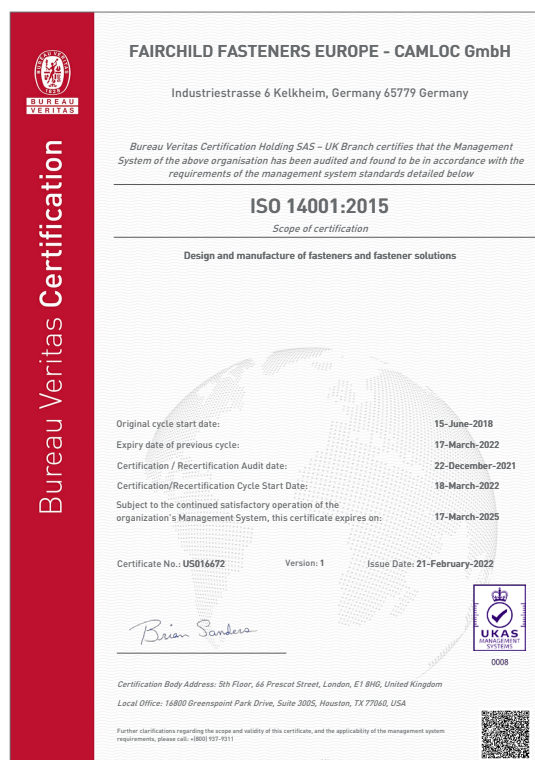 FAIRCHILD FASTENERS EUROPE - CAMLOC GmbH
Industriestrasse 6 Kelkheim, Germany 65779 Germany
BUREAU
VERITAS
Bureau Veritas Certification
Bureau Veritas Certification Holding SAS – UK Branch certifies that the Management
System of the above organisation has been audited and found to be in accordance with the
requirements of the management system standards detailed below
ISO 14001:2015
Scope of certification
Design and manufacture of fasteners and fastener solutions
Original cycle start date: 15-June-2018
Expiry date of previous cycle: 17-March-2022
Certification / Recertification Audit date: 22-December-2021
Certification/Recertification Cycle Start Date: 18-March-2022
Subject to the continued satisfactory operation of the
organization's Management System, this certificate expires on: 17-March-2025
Certificate No.: US016672 Version: 1 Issue Date: 21-February-2022
Brian Sanders
UKAS
MANAGEMENT
SYSTEMS
0008
Certification Body Address: 5th Floor, 66 Prescot Street, London, E1 8HG, United Kingdom
Local Office: 16800 Greenspoint Park Drive, Suite 300S, Houston, TX 77060, USA
Further clarifications regarding the scope and validity of this certificate, and the applicability of the management system
requirements, please call: +(800) 937-9311